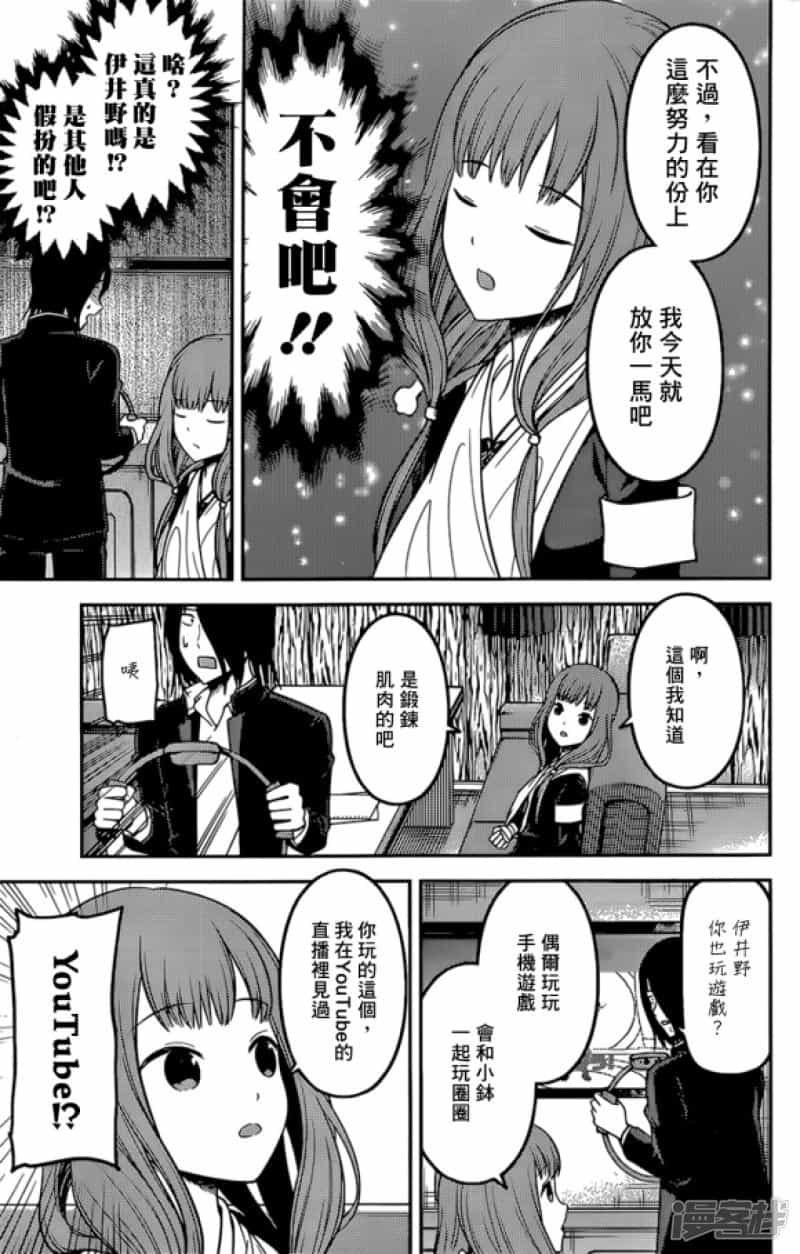 不過，看在你
這麼努力的份上
我今天就
放你一馬吧
不會吧!!
啥？
這真的是
伊井野嗎!?
是其他人
假扮的吧!?
啊，
這個我知道
是鍛鍊
肌肉的吧
咦
伊井野
你也玩遊戲？
偶爾玩玩
手機遊戲
會和小鉢
一起玩圈圈
你玩的這個，
我在YouTube的
直播裡見過
YouTube!?
漫客栈